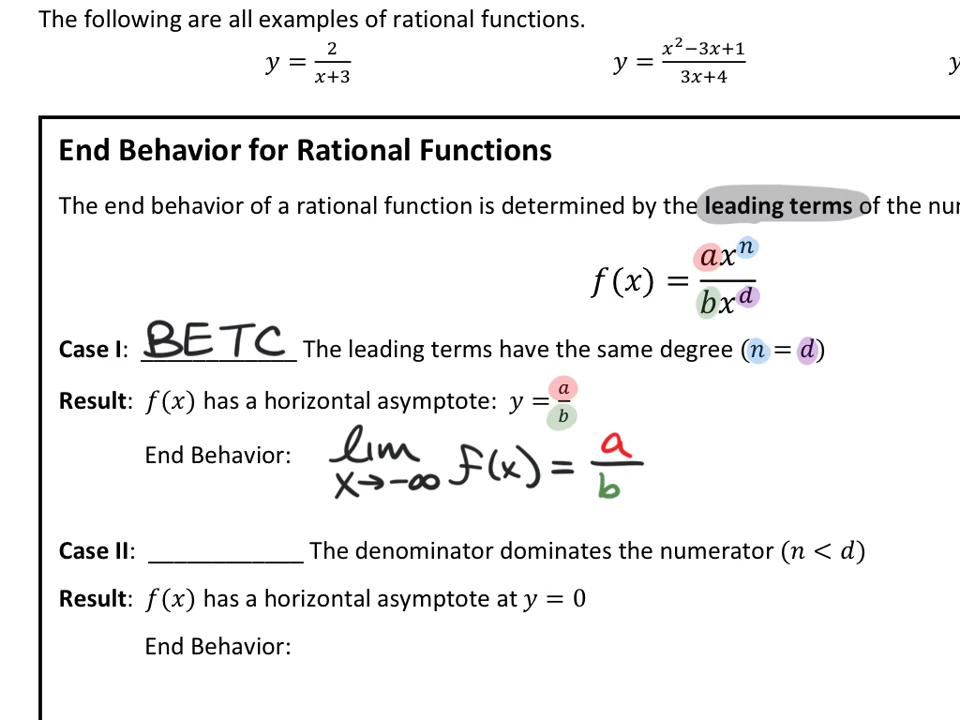 The following are all examples of rational functions.
y = 2/(x+3)    y = (x²−3x+1)/(3x+4)    y
End Behavior for Rational Functions
The end behavior of a rational function is determined by the leading terms of the nu
f(x) = axⁿ/bxᵈ
Case I: BETC The leading terms have the same degree (n = d)
Result: f(x) has a horizontal asymptote: y = a/b
End Behavior: lim x→−∞ f(x) = a/b
Case II: ____________ The denominator dominates the numerator (n < d)
Result: f(x) has a horizontal asymptote at y = 0
End Behavior: